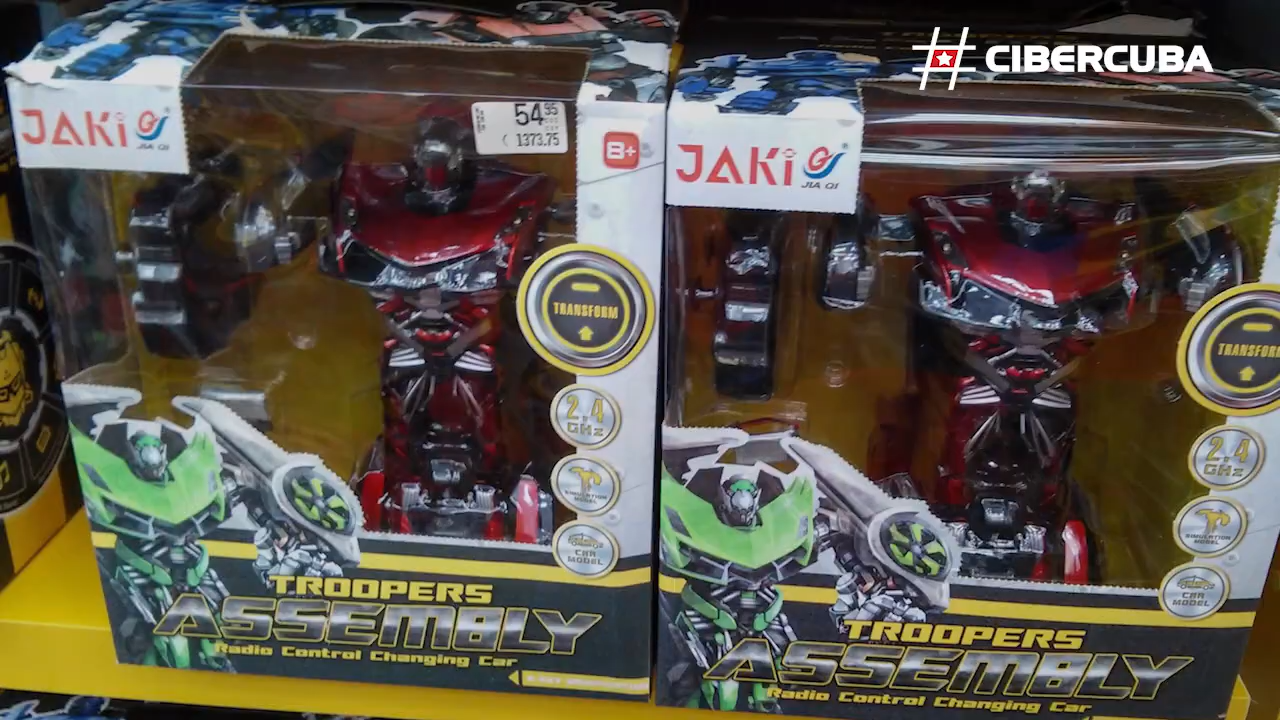 #CIBERCUBA
JAKi
JIA QI
54.95
( 1373.75
8+
TRANSFORM
2.4
GHz
SIMULATION
MODEL
CAR
MODEL
TROOPERS
ASSEMBLY
Radio Control Changing Car
JAKi
JIA QI
TRANSFORM
2.4
GHz
SIMULATION
MODEL
CAR
MODEL
TROOPERS
ASSEMBLY
Radio Control Changing Car